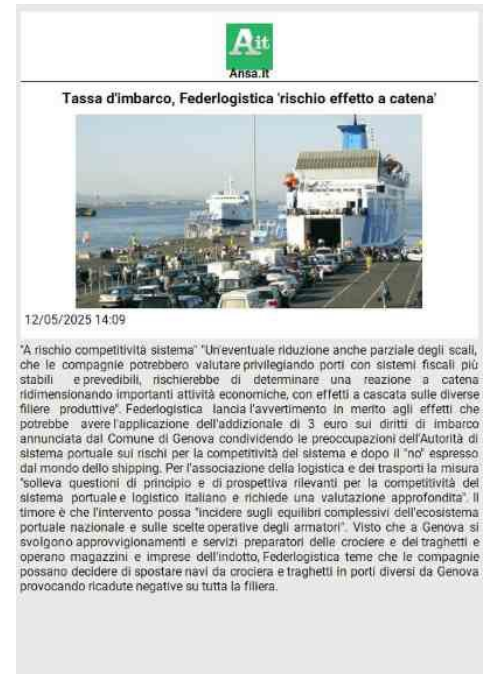 Ait
Ansa.it
Tassa d'imbarco, Federlogistica 'rischio effetto a catena'
12/05/2025 14:09
"A rischio competitività sistema" "Un'eventuale riduzione anche parziale degli scali,
che le compagnie potrebbero valutare privilegiando porti con sistemi fiscali più
stabili e prevedibili, rischierebbe di determinare una reazione a catena
ridimensionando importanti attività economiche, con effetti a cascata sulle diverse
filiere produttive". Federlogistica lancia l'avvertimento in merito agli effetti che
potrebbe avere l'applicazione dell'addizionale di 3 euro sui diritti di imbarco
annunciata dal Comune di Genova condividendo le preoccupazioni dell'Autorità di
sistema portuale sui rischi per la competitività del sistema e dopo il "no" espresso
dal mondo dello shipping. Per l'associazione della logistica e dei trasporti la misura
"solleva questioni di principio e di prospettiva rilevanti per la competitività del
sistema portuale e logistico italiano e richiede una valutazione approfondita". Il
timore è che l'intervento possa "incidere sugli equilibri complessivi dell'ecosistema
portuale nazionale e sulle scelte operative degli armatori". Visto che a Genova si
svolgono approvvigionamenti e servizi preparatori delle crociere e dei traghetti e
operano magazzini e imprese dell'indotto, Federlogistica teme che le compagnie
possano decidere di spostare navi da crociera e traghetti in porti diversi da Genova
provocando ricadute negative su tutta la filiera.